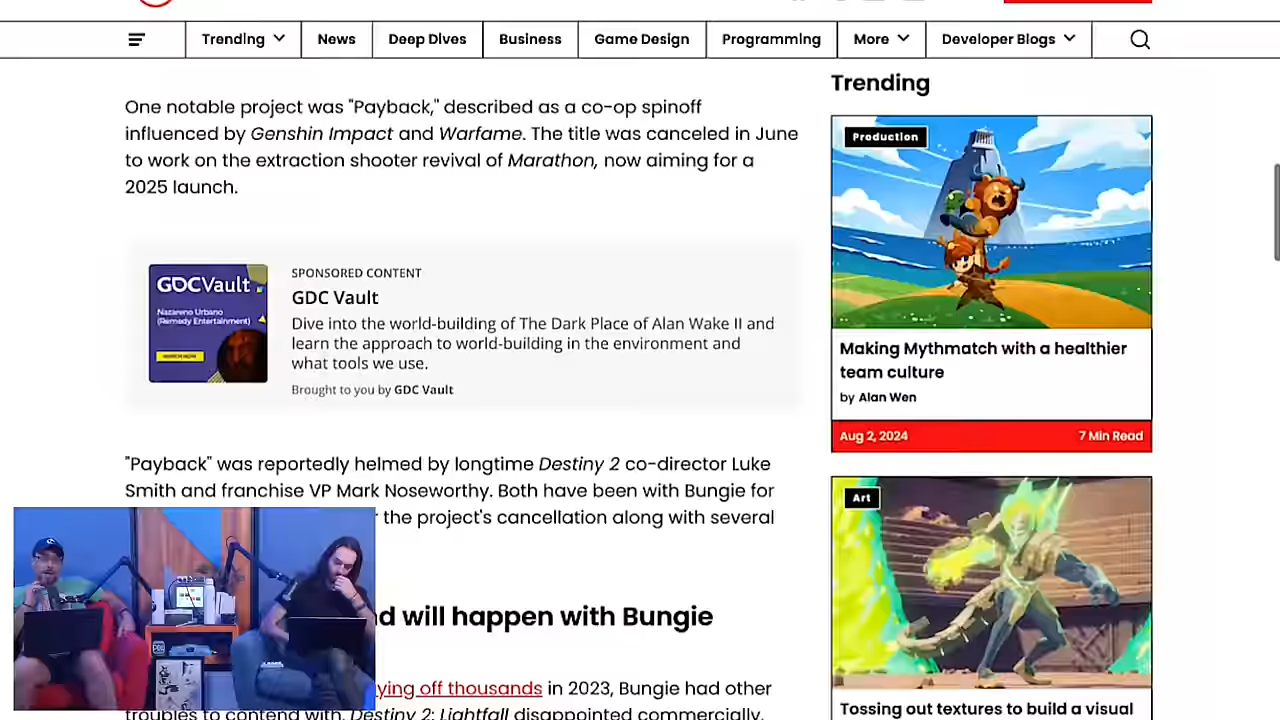 Trending
News
Deep Dives
Business
Game Design
Programming
More
Developer Blogs
One notable project was "Payback," described as a co-op spinoff
influenced by Genshin Impact and Warfame. The title was canceled in June
to work on the extraction shooter revival of Marathon, now aiming for a
2025 launch.
GDCVault
Nazareno Urbano
(Remedy Entertainment)
SPONSORED CONTENT
GDC Vault
Dive into the world-building of The Dark Place of Alan Wake II and
learn the approach to world-building in the environment and
what tools we use.
Brought to you by GDC Vault
"Payback" was reportedly helmed by longtime Destiny 2 co-director Luke
Smith and franchise VP Mark Noseworthy. Both have been with Bungie for
the project's cancellation along with several
will happen with Bungie
ying off thousands in 2023, Bungie had other
troubles to contend with. Destiny 2: Lightfall disappointed commercially,
Trending
Production
Making Mythmatch with a healthier
team culture
by Alan Wen
Aug 2, 2024
7 Min Read
Art
Tossing out textures to build a visual